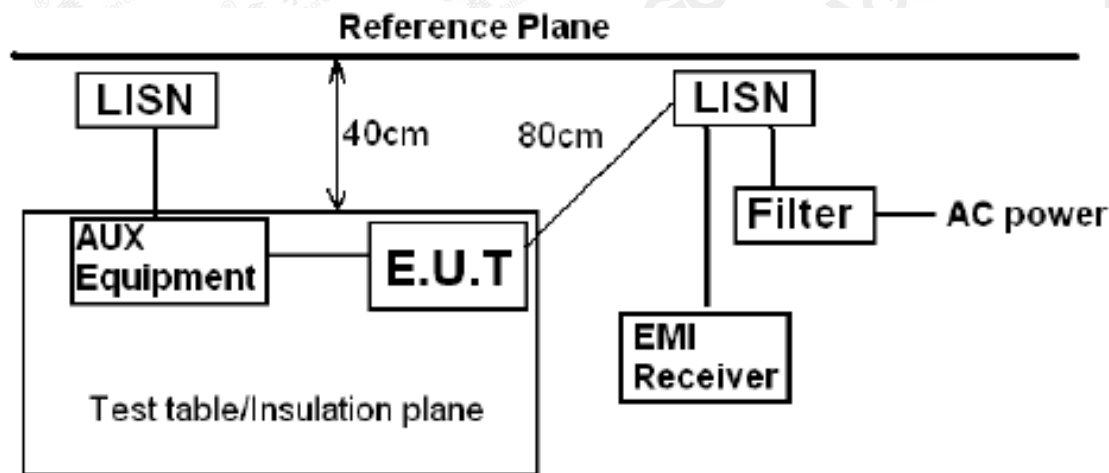 Reference Plane
LISN
40cm
80cm
LISN
Filter
AC power
AUX
Equipment
E.U.T
EMI
Receiver
Test table/Insulation plane